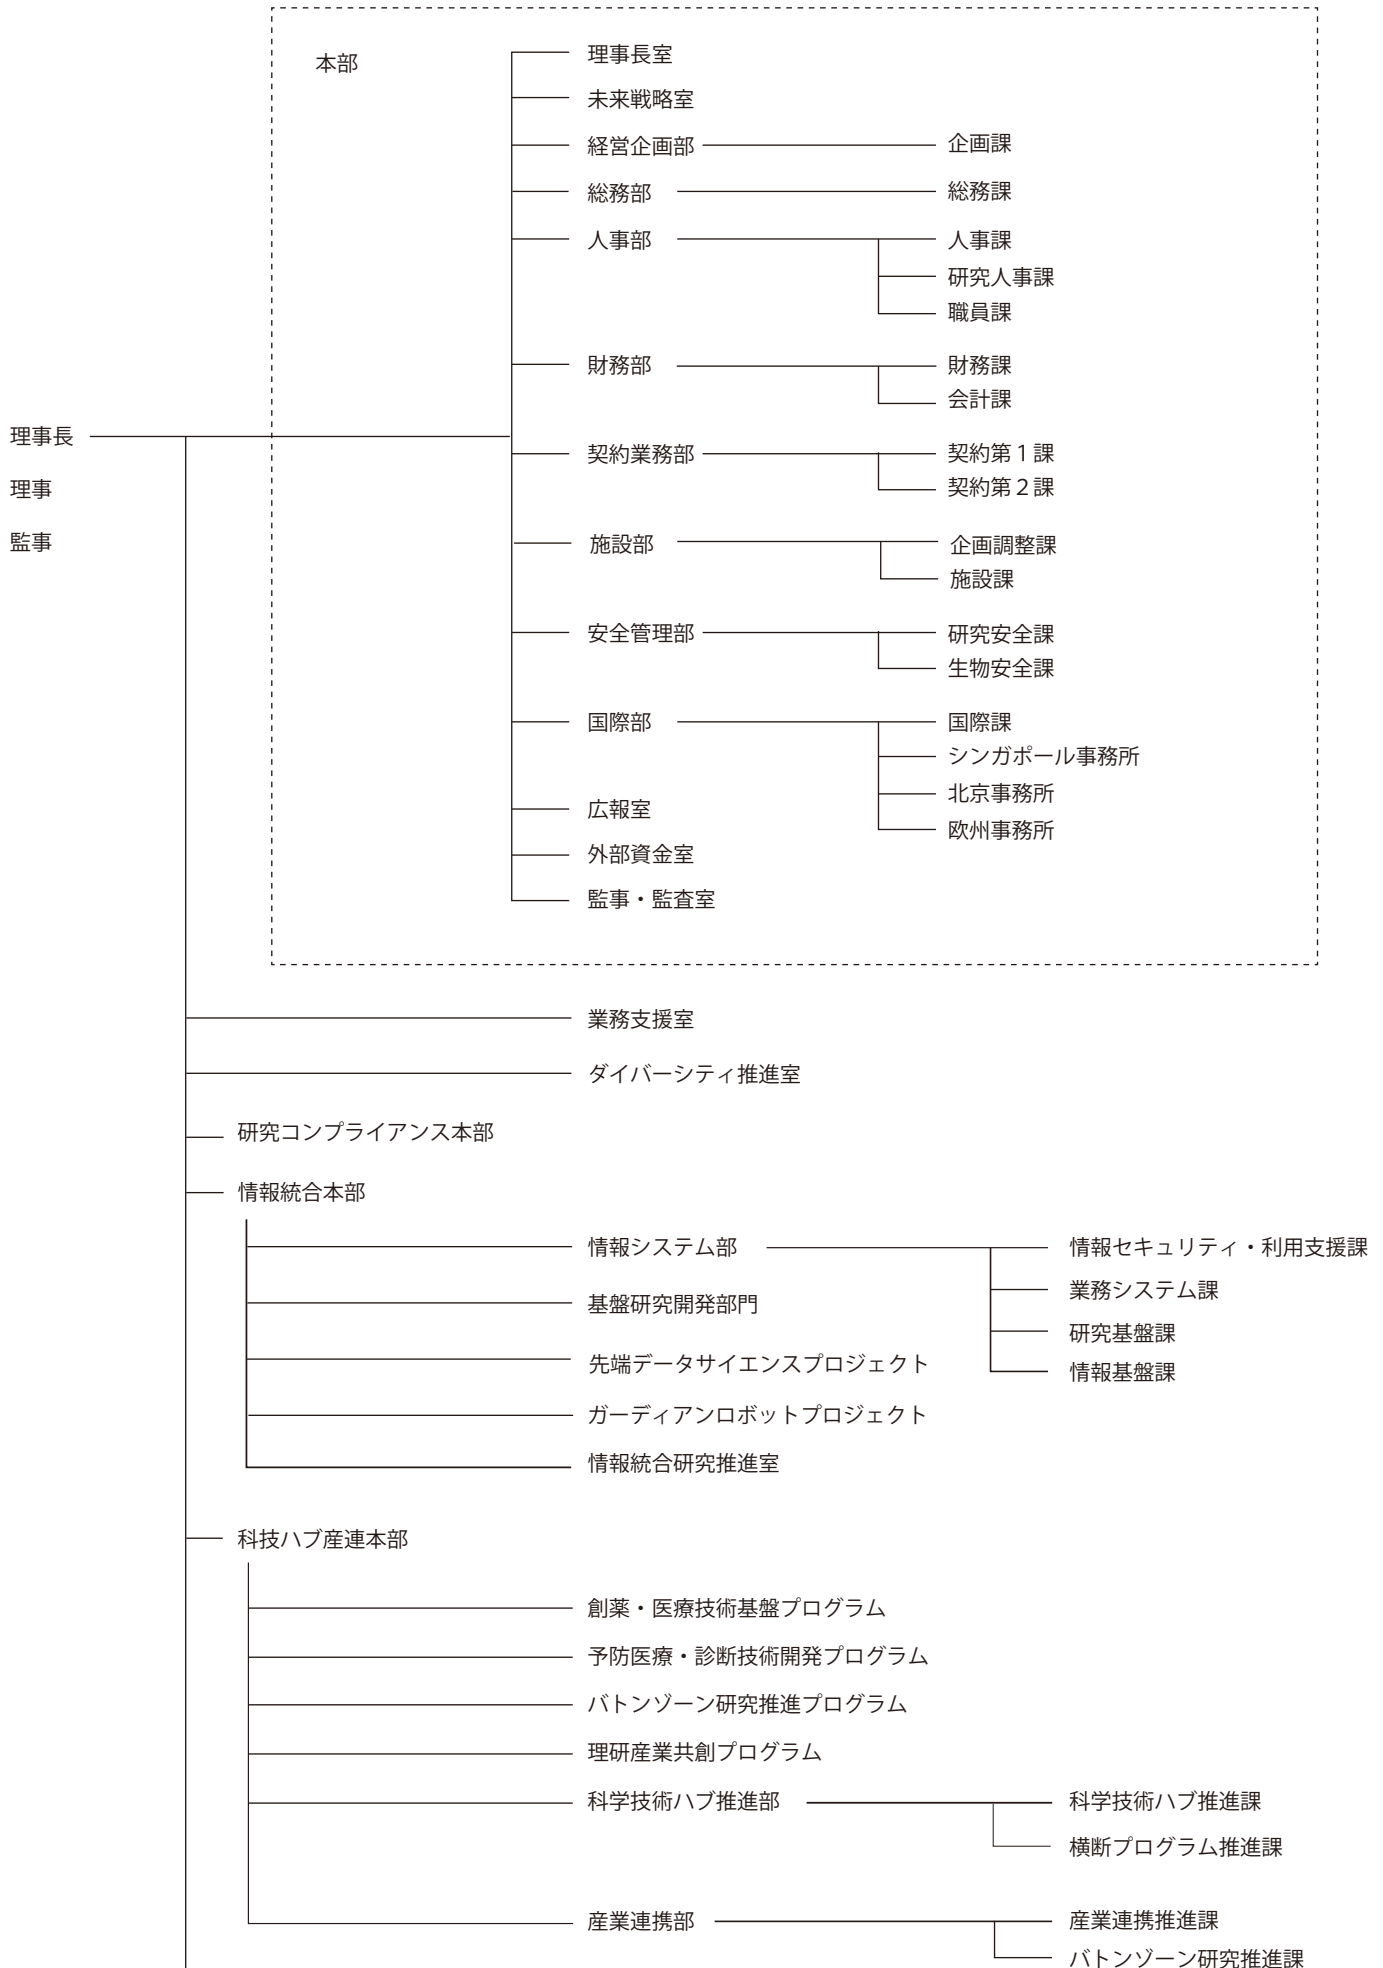 本部
理事長室
未来戦略室
経営企画部
企画課
総務部
総務課
人事部
人事課
研究人事課
職員課
財務部
財務課
会計課
理事長
理事
監事
契約業務部
契約第１課
契約第２課
施設部
企画調整課
施設課
安全管理部
研究安全課
生物安全課
国際部
国際課
シンガポール事務所
北京事務所
欧州事務所
広報室
外部資金室
監事・監査室
業務支援室
ダイバーシティ推進室
研究コンプライアンス本部
情報統合本部
情報システム部
情報セキュリティ・利用支援課
業務システム課
研究基盤課
情報基盤課
基盤研究開発部門
先端データサイエンスプロジェクト
ガーディアンロボットプロジェクト
情報統合研究推進室
科技ハブ産連本部
創薬・医療技術基盤プログラム
予防医療・診断技術開発プログラム
バトンゾーン研究推進プログラム
理研産業共創プログラム
科学技術ハブ推進部
科学技術ハブ推進課
横断プログラム推進課
産業連携部
産業連携推進課
バトンゾーン研究推進課